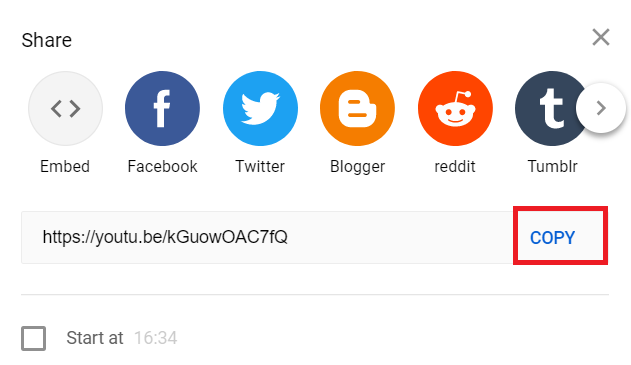 Share
Embed Facebook Twitter Blogger reddit Tumblr
https://youtu.be/kGuowOAC7fQ COPY
Start at 16:34